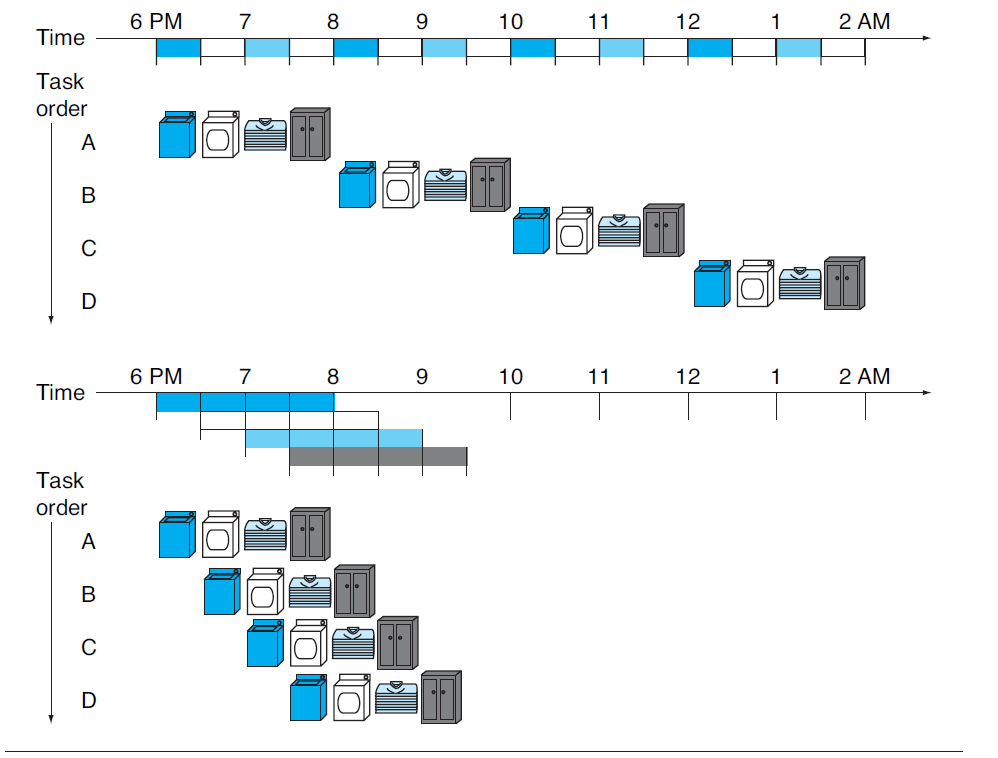 6 PM 7 8 9 10 11 12 1 2 AM
Time
Task
order
A
B
C
D
6 PM 7 8 9 10 11 12 1 2 AM
Time
Task
order
A
B
C
D